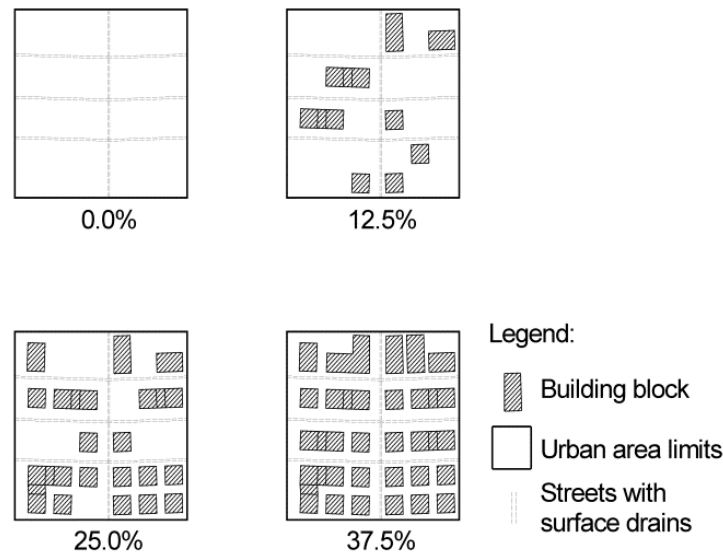 0.0%
12.5%
25.0%
37.5%
Legend:
Building block
Urban area limits
Streets with
surface drains